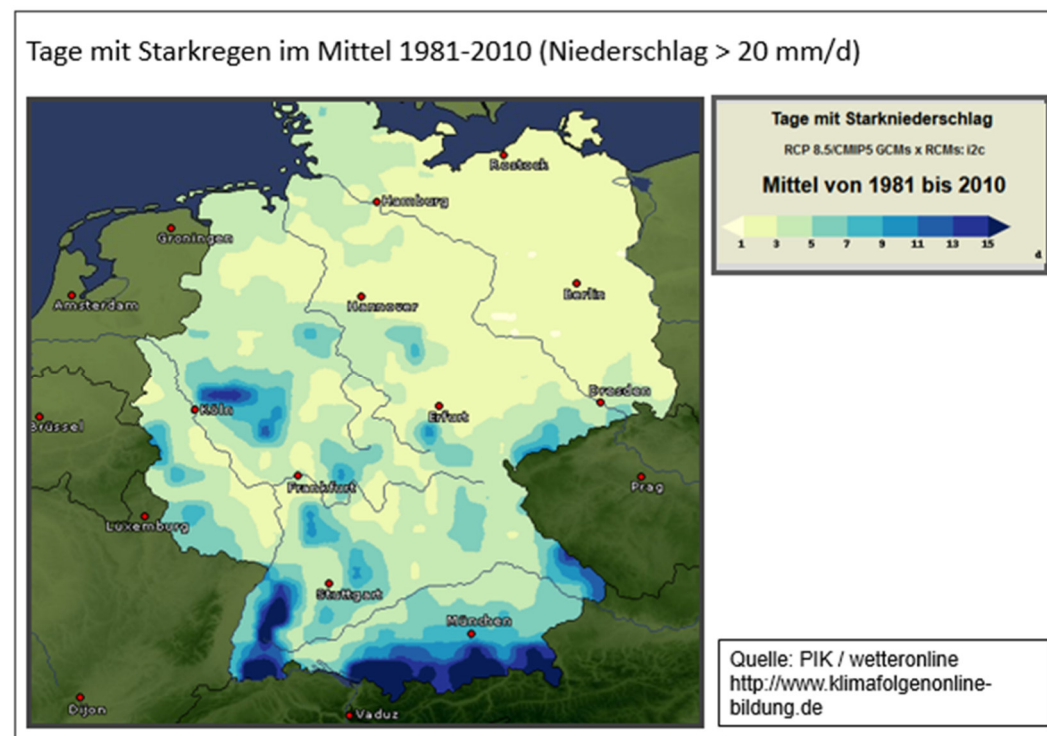 Tage mit Starkregen im Mittel 1981-2010 (Niederschlag > 20 mm/d)
Tage mit Starkniederschlag
RCP 8.5/CMIP5 GCMs x RCMs: i2c
Mittel von 1981 bis 2010
1 3 5 7 9 11 13 15
d
Rostock
Hamburg
Groningen
Berlin
Amsterdam
Hannover
Dresden
Köln
Erfurt
Brüssel
Prag
Frankfurt
Luxemburg
Stuttgart
München
Dijon
Vaduz
Quelle: PIK / wetteronline
http://www.klimafolgenonline-
bildung.de